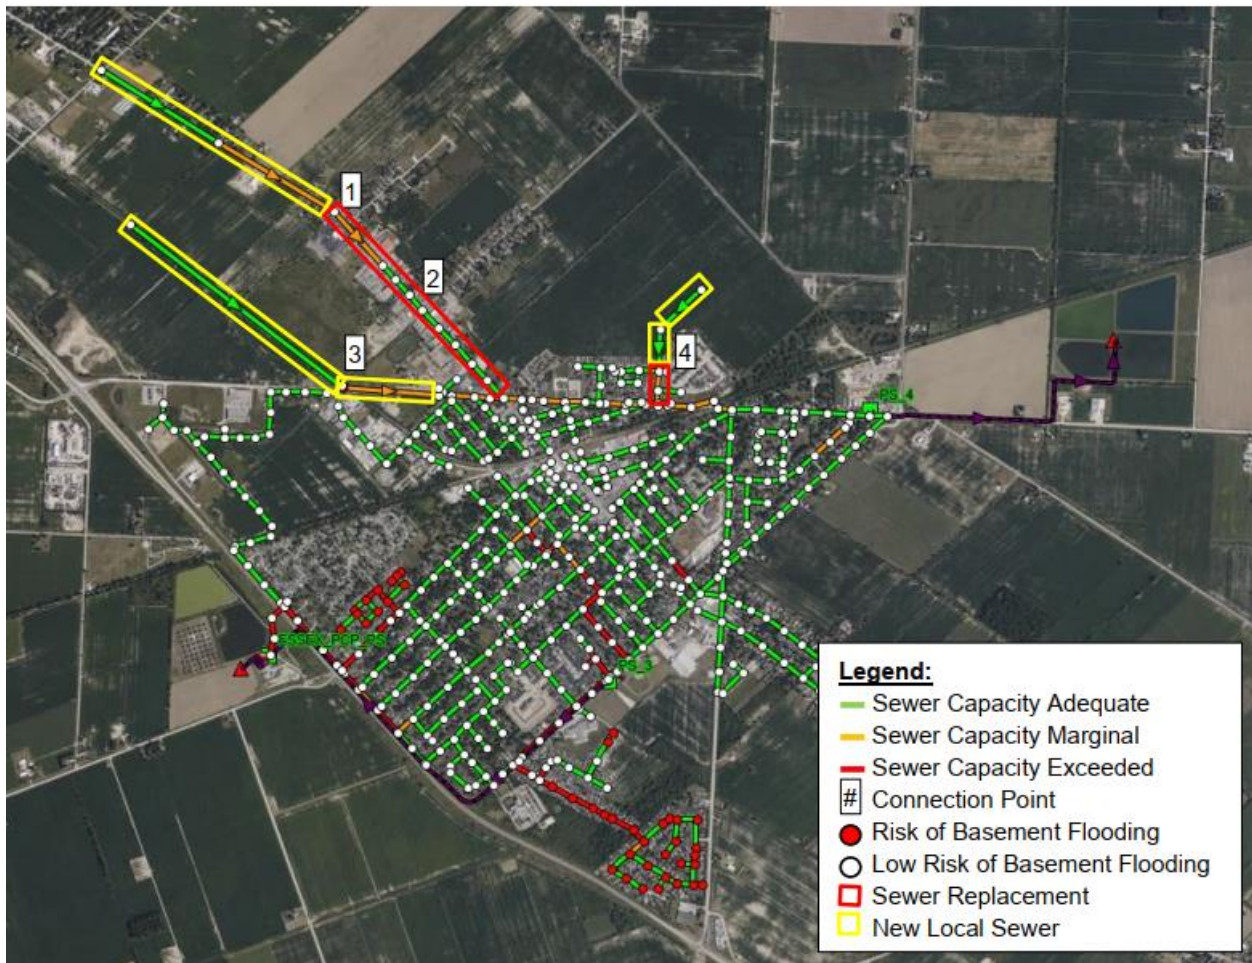 1
2
3
4
PS_4
ESSEX_PCP_PS
PS_3
Legend:
Sewer Capacity Adequate
Sewer Capacity Marginal
Sewer Capacity Exceeded
# Connection Point
Risk of Basement Flooding
Low Risk of Basement Flooding
Sewer Replacement
New Local Sewer